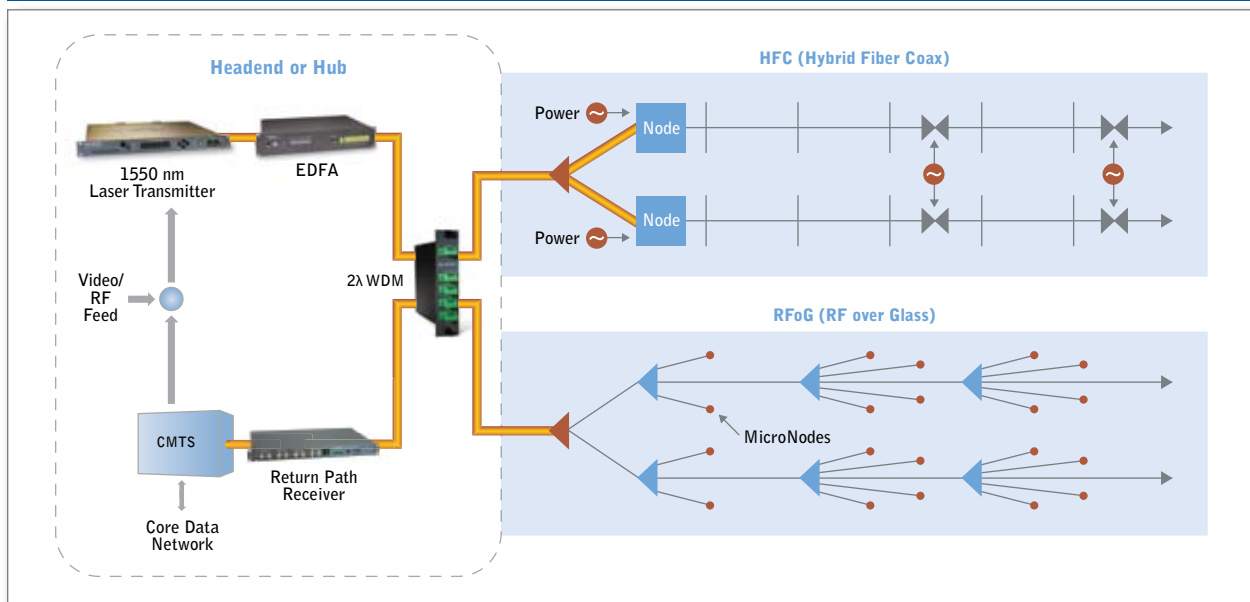 Headend or Hub
1550 nm
Laser Transmitter
EDFA
Video/
RF
Feed
2λ WDM
CMTS
Return Path
Receiver
Core Data
Network
HFC (Hybrid Fiber Coax)
Power
Node
Node
Power
RFoG (RF over Glass)
MicroNodes